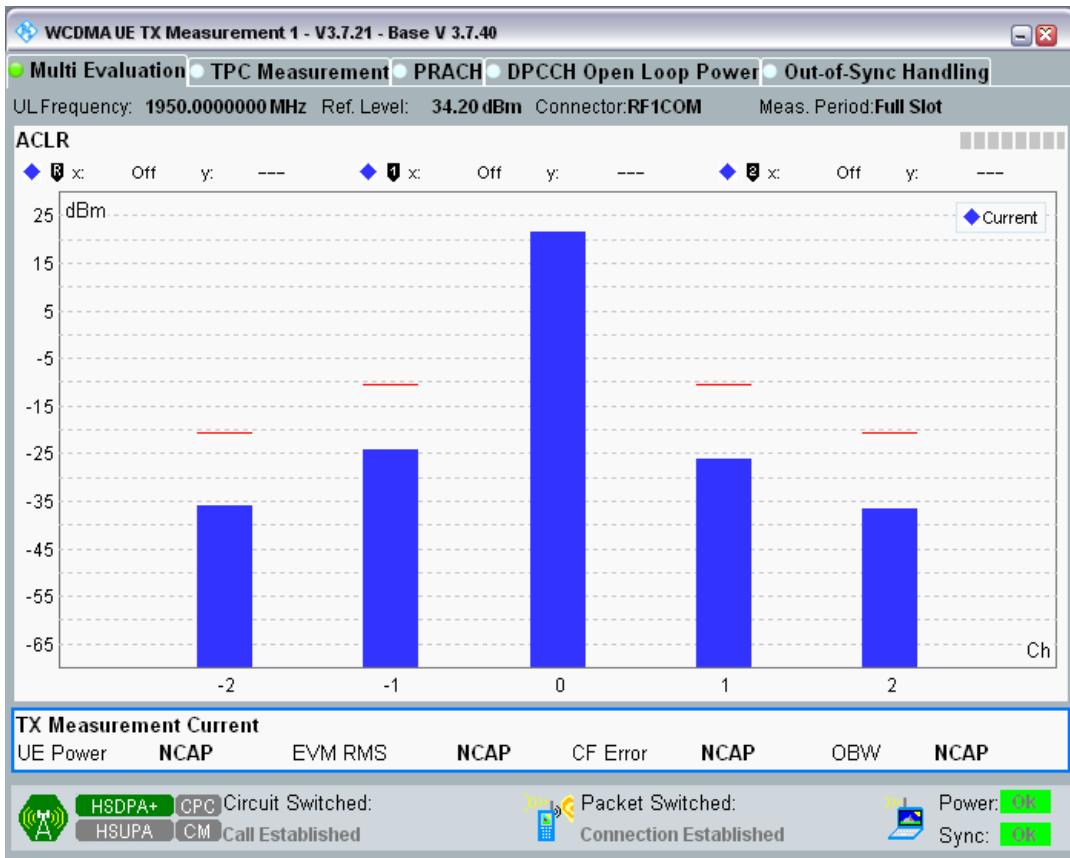 WCDMA UE TX Measurement 1 - V3.7.21 - Base V 3.7.40
Multi Evaluation TPC Measurement PRACH DPCCH Open Loop Power Out-of-Sync Handling
UL Frequency: 1950.0000000 MHz Ref. Level: 34.20 dBm Connector:RF1COM Meas. Period:Full Slot
ACLR
R x: Off y: --- 1 x: Off y: --- 2 x: Off y: ---
dBm
Current
25
15
5
-5
-15
-25
-35
-45
-55
-65
Ch
-2 -1 0 1 2
TX Measurement Current
UE Power NCAP EVM RMS NCAP CF Error NCAP OBW NCAP
HSDPA+ CPC Circuit Switched: Packet Switched: Power: Ok
HSUPA CM Call Established Connection Established Sync: Ok